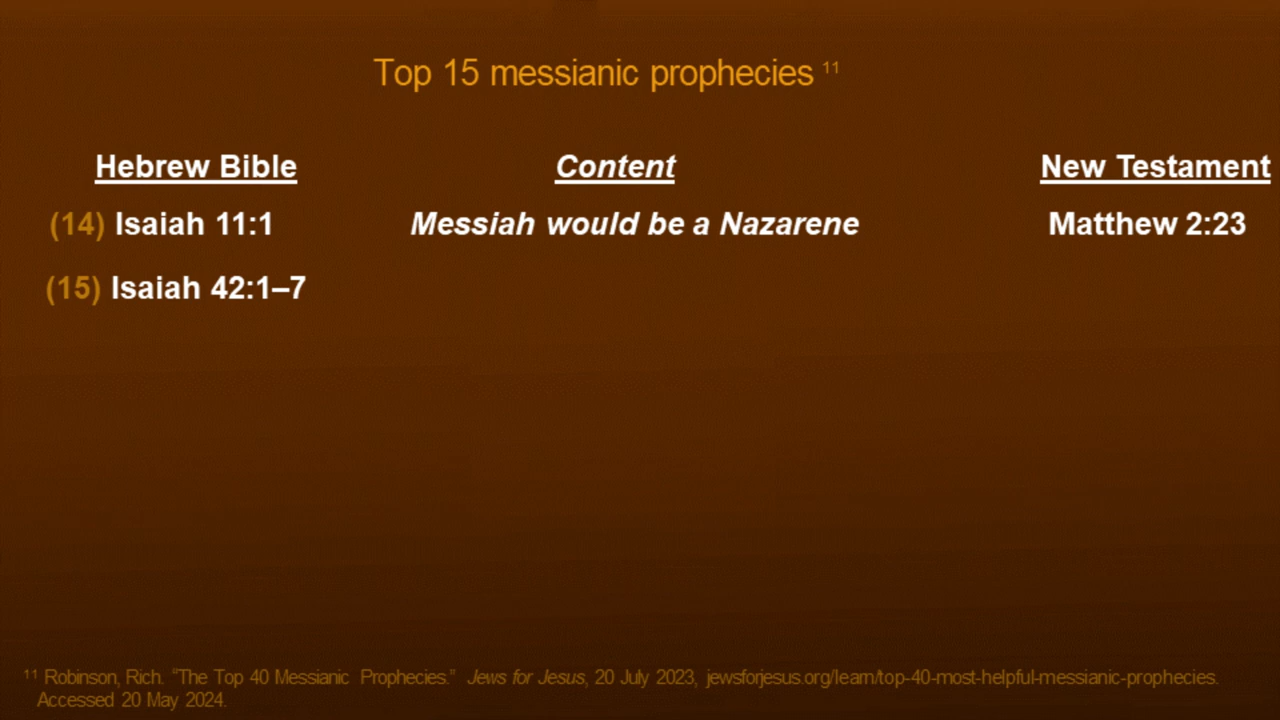 Top 15 messianic prophecies ¹¹
Hebrew Bible Content New Testament
(14) Isaiah 11:1 Messiah would be a Nazarene Matthew 2:23
(15) Isaiah 42:1–7
¹¹ Robinson, Rich. “The Top 40 Messianic Prophecies.” Jews for Jesus, 20 July 2023, jewsforjesus.org/learn/top-40-most-helpful-messianic-prophecies.
Accessed 20 May 2024.